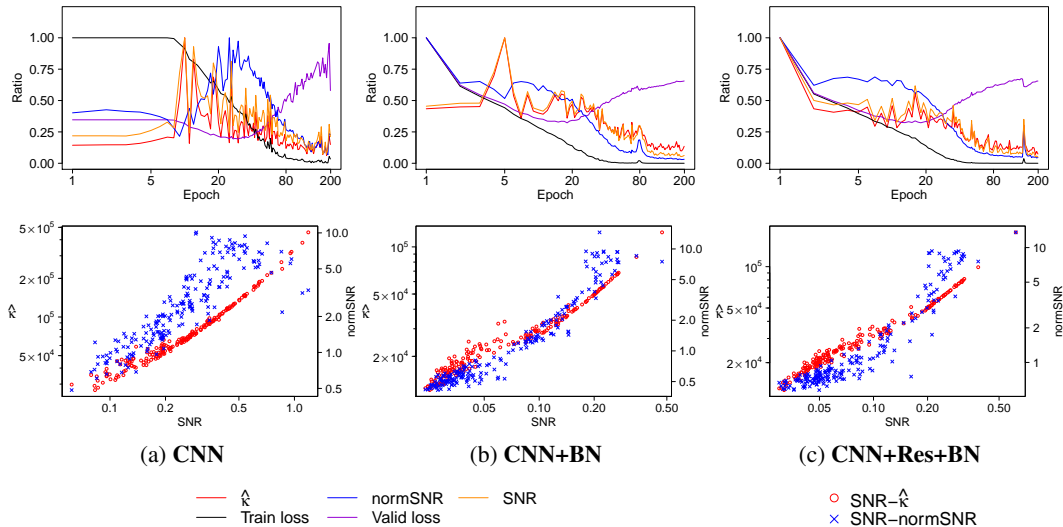 1.00
0.75
0.50
0.25
0.00
Ratio
1 5 20 80 200
Epoch
1.00
0.75
0.50
0.25
0.00
Ratio
1 5 20 80 200
Epoch
1.00
0.75
0.50
0.25
0.00
Ratio
1 5 20 80 200
Epoch
5×10⁵
2×10⁵
1×10⁵
5×10⁴
κ̂
10.0
5.0
2.0
1.0
0.5
normSNR
0.1 0.2 0.5 1.0
SNR
1×10⁵
5×10⁴
2×10⁴
κ̂
10.0
5.0
2.0
1.0
0.5
normSNR
0.05 0.10 0.20 0.50
SNR
1×10⁵
5×10⁴
2×10⁴
κ̂
10
5
2
1
normSNR
0.05 0.10 0.20 0.50
SNR
(a) CNN
(b) CNN+BN
(c) CNN+Res+BN
κ̂ normSNR SNR
Train loss Valid loss
SNR−κ̂
SNR−normSNR